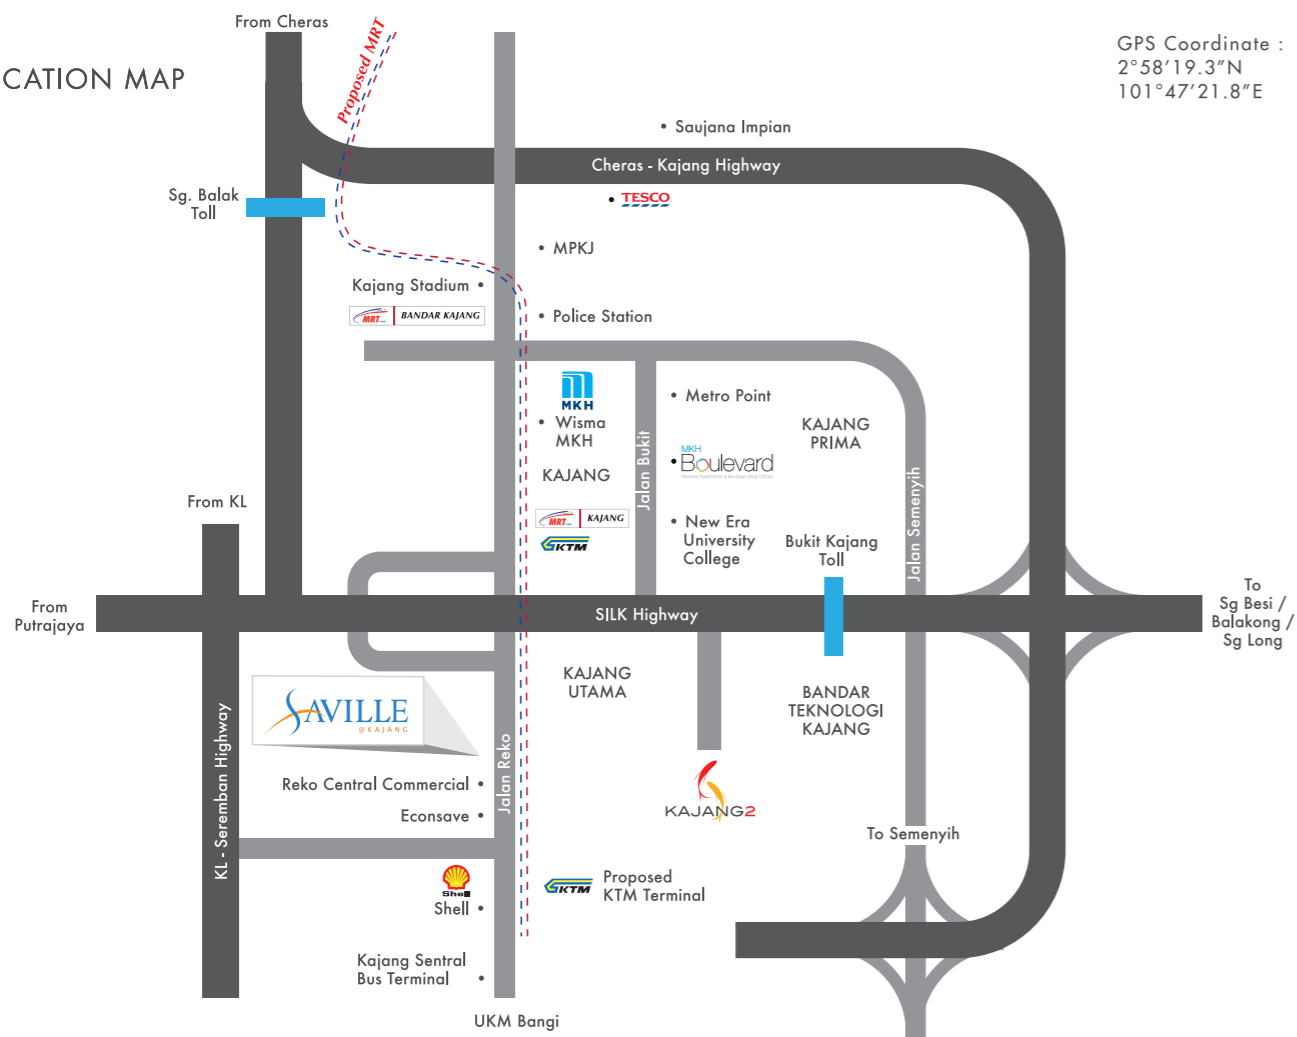 From Cheras
Proposed MRT
CATION MAP
GPS Coordinate :
2°58'19.3"N
101°47'21.8"E
• Saujana Impian
Cheras - Kajang Highway
Sg. Balak
Toll
• TESCO
• MPKJ
Kajang Stadium •
MRT BANDAR KAJANG
• Police Station
MKH
• Wisma
MKH
• Metro Point
KAJANG
PRIMA
Jalan Bukit
MKH
• Boulevard
KAJANG
Jalan Semenyih
From KL
MRT KAJANG
KTM
• New Era
University
College
Bukit Kajang
Toll
From
Putrajaya
SILK Highway
To
Sg Besi /
Balakong /
Sg Long
KAJANG
UTAMA
SAVILLE
@KAJANG
BANDAR
TEKNOLOGI
KAJANG
KL - Seremban Highway
Jalan Reko
Reko Central Commercial •
Econsave •
KAJANG2
To Semenyih
Shell
Shell •
KTM
Proposed
KTM Terminal
Kajang Sentral
Bus Terminal •
UKM Bangi